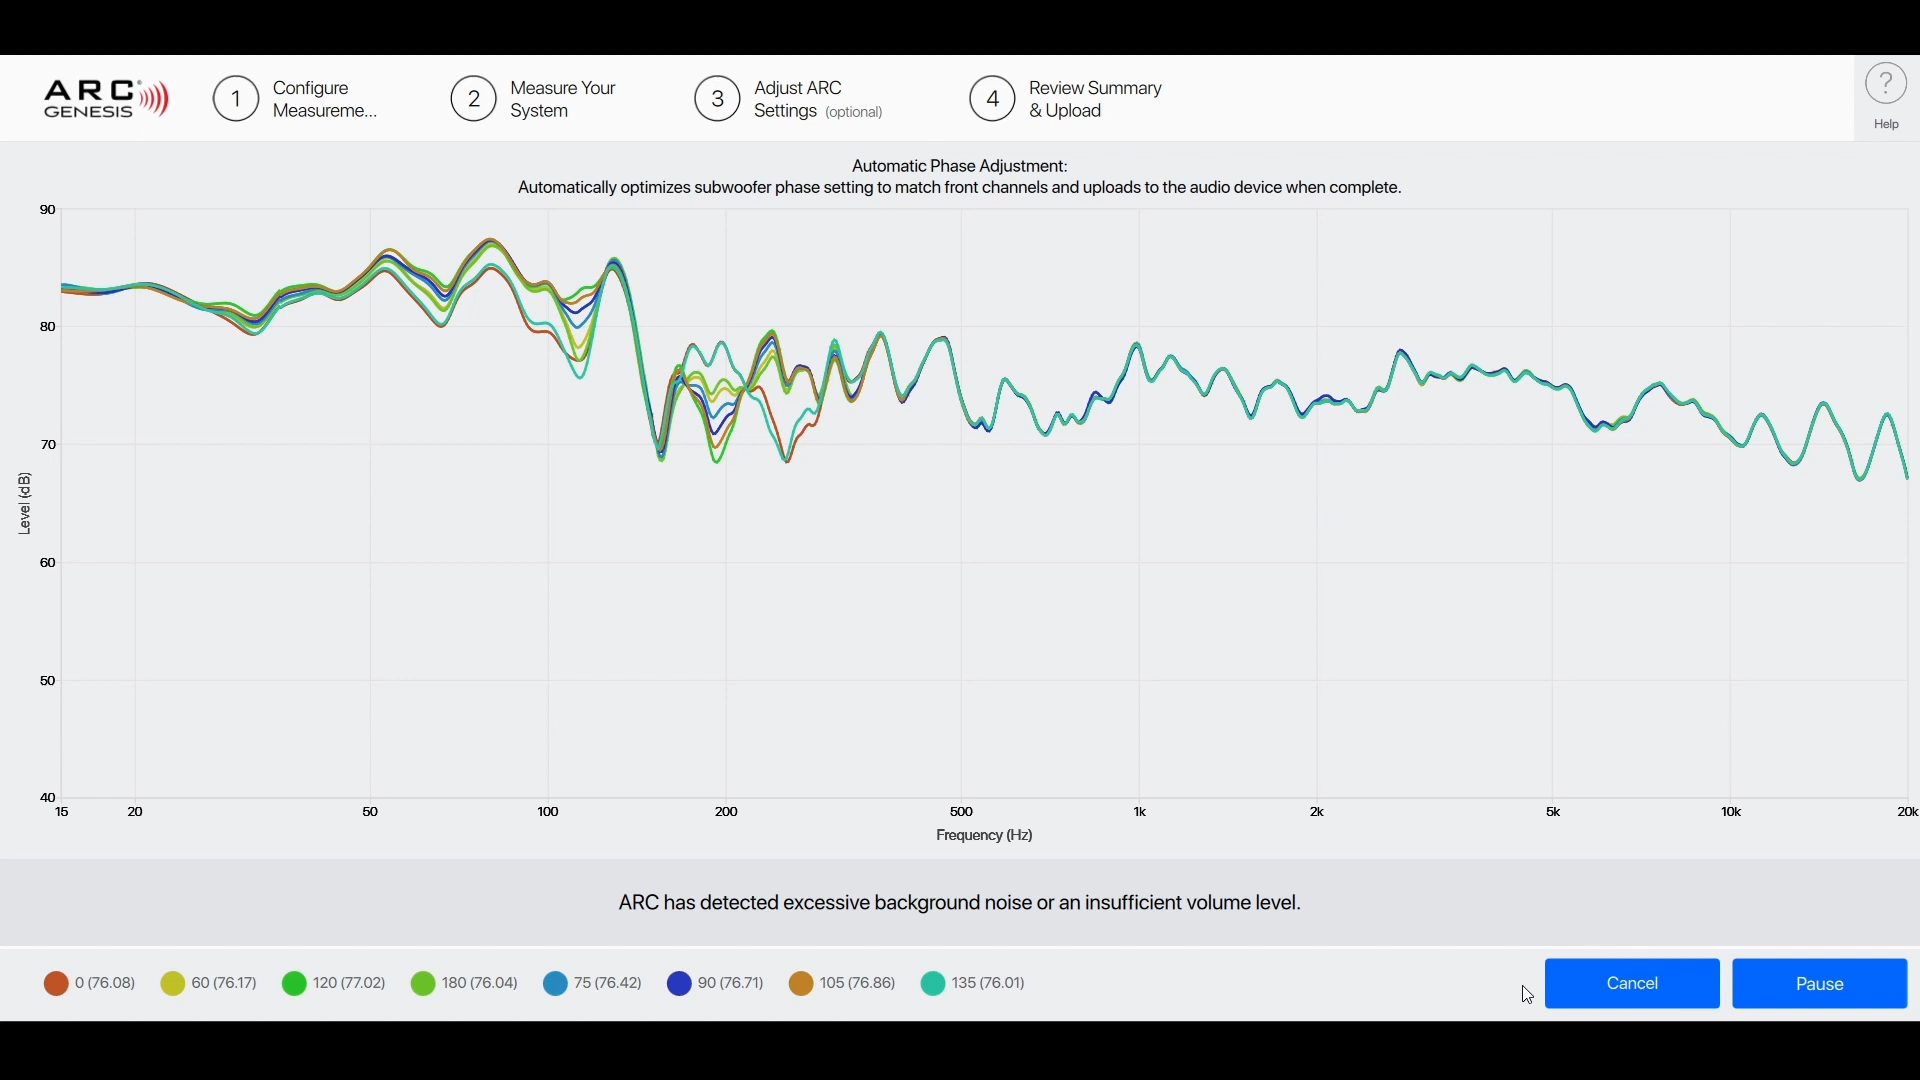 ARC
GENESIS
1
Configure
Measureme...
2
Measure Your
System
3
Adjust ARC
Settings (optional)
4
Review Summary
& Upload
?
Help
Automatic Phase Adjustment:
Automatically optimizes subwoofer phase setting to match front channels and uploads to the audio device when complete.
90
80
70
60
50
40
Level (dB)
15 20 50 100 200 500 1k 2k 5k 10k 20k
Frequency (Hz)
ARC has detected excessive background noise or an insufficient volume level.
0 (76.08) 60 (76.17) 120 (77.02) 180 (76.04) 75 (76.42) 90 (76.71) 105 (76.86) 135 (76.01)
Cancel
Pause